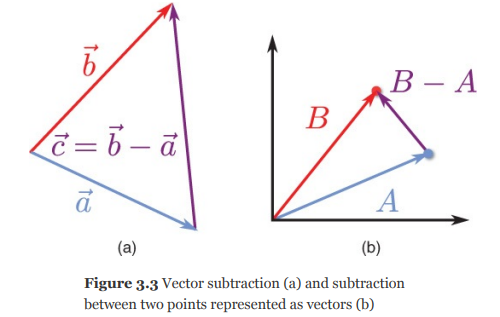 b⃗
c⃗ = b⃗ − a⃗
a⃗
(a)
B − A
B
A
(b)
Figure 3.3 Vector subtraction (a) and subtraction
between two points represented as vectors (b)